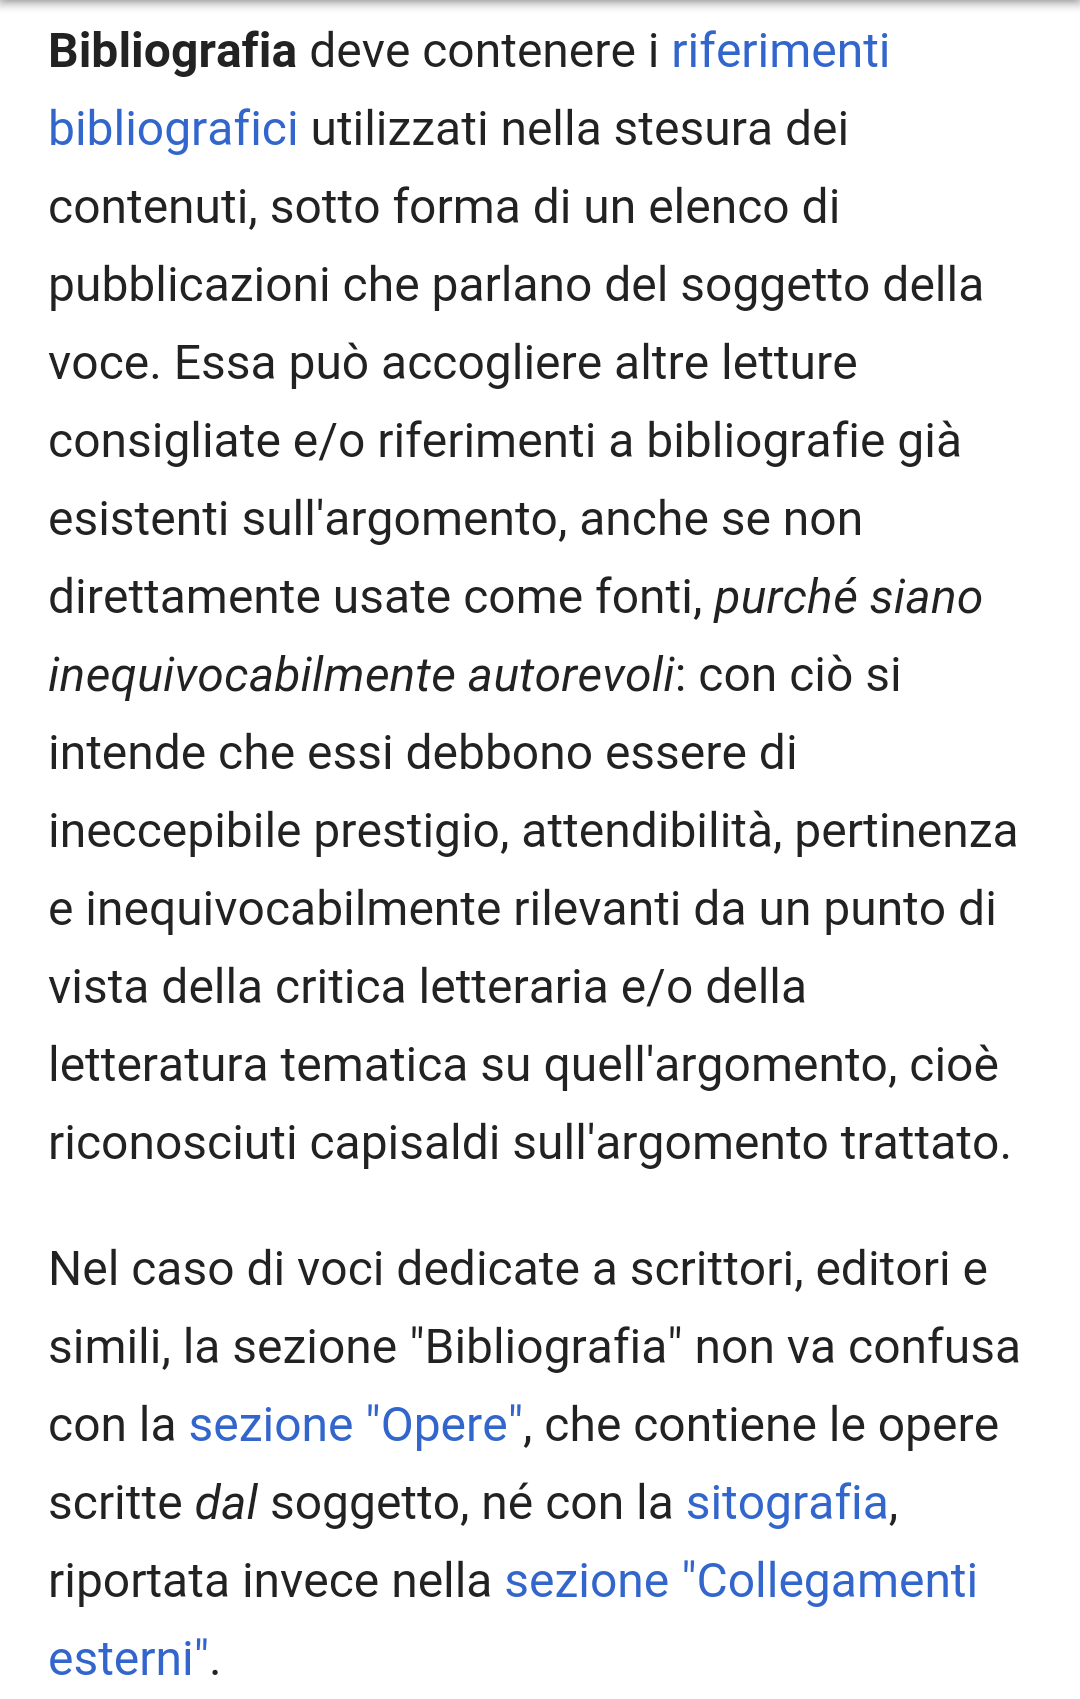 Bibliografia deve contenere i riferimenti
bibliografici utilizzati nella stesura dei
contenuti, sotto forma di un elenco di
pubblicazioni che parlano del soggetto della
voce. Essa può accogliere altre letture
consigliate e/o riferimenti a bibliografie già
esistenti sull'argomento, anche se non
direttamente usate come fonti, purché siano
inequivocabilmente autorevoli: con ciò si
intende che essi debbono essere di
ineccepibile prestigio, attendibilità, pertinenza
e inequivocabilmente rilevanti da un punto di
vista della critica letteraria e/o della
letteratura tematica su quell'argomento, cioè
riconosciuti capisaldi sull'argomento trattato.
Nel caso di voci dedicate a scrittori, editori e
simili, la sezione "Bibliografia" non va confusa
con la sezione "Opere", che contiene le opere
scritte dal soggetto, né con la sitografia,
riportata invece nella sezione "Collegamenti
esterni".